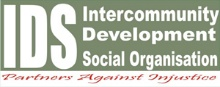 IDS
Intercommunity
Development
Social Organisation
Partners Against Injustice